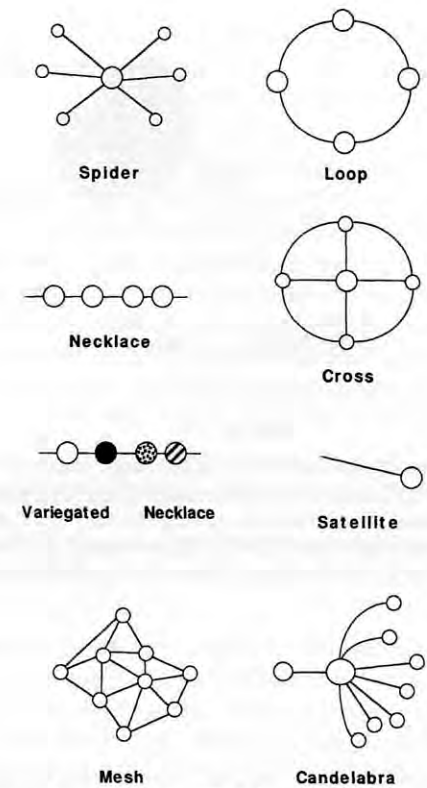 Spider
Loop
Necklace
Cross
Variegated Necklace
Satellite
Mesh
Candelabra